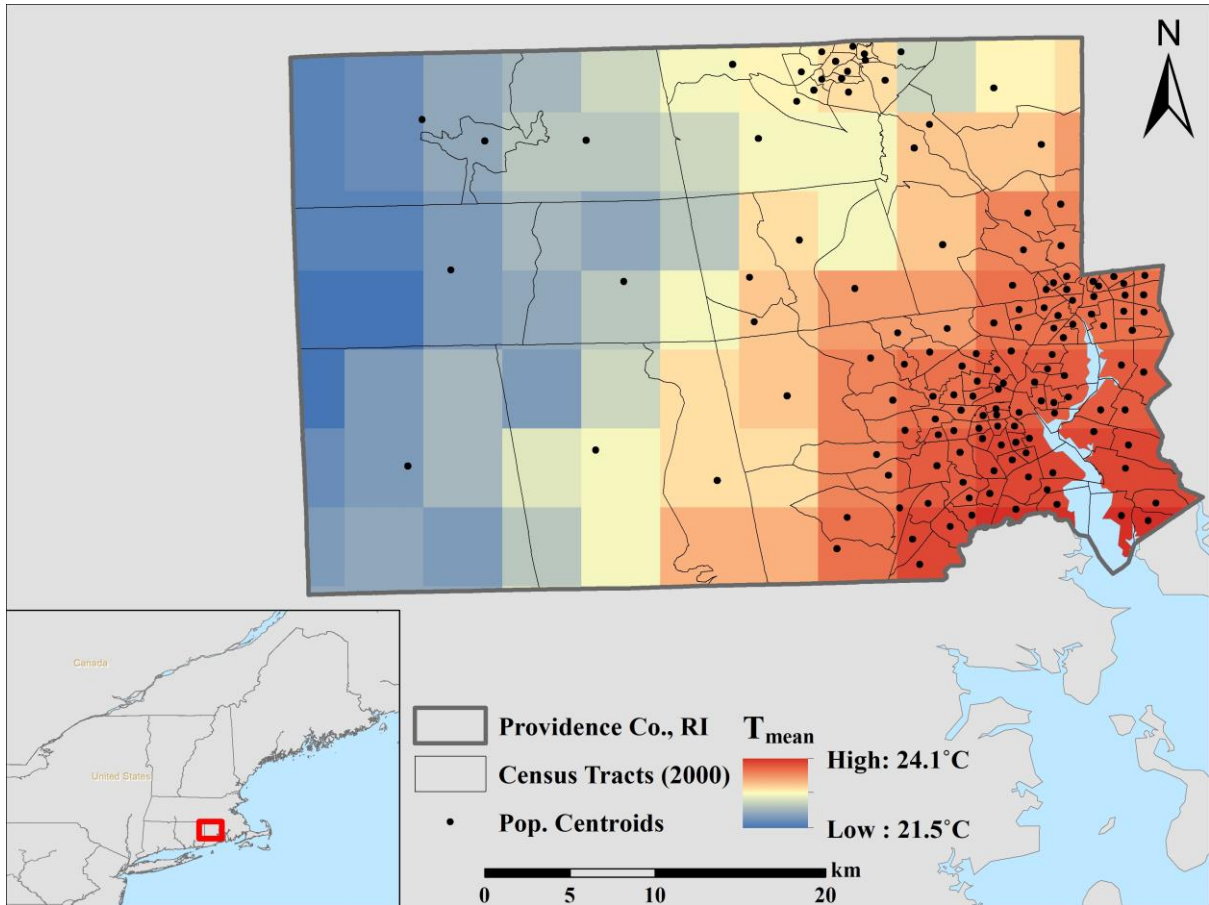 N
Canada
United States
Providence Co., RI
Census Tracts (2000)
Pop. Centroids
Tmean
High: 24.1°C
Low : 21.5°C
km
0 5 10 20